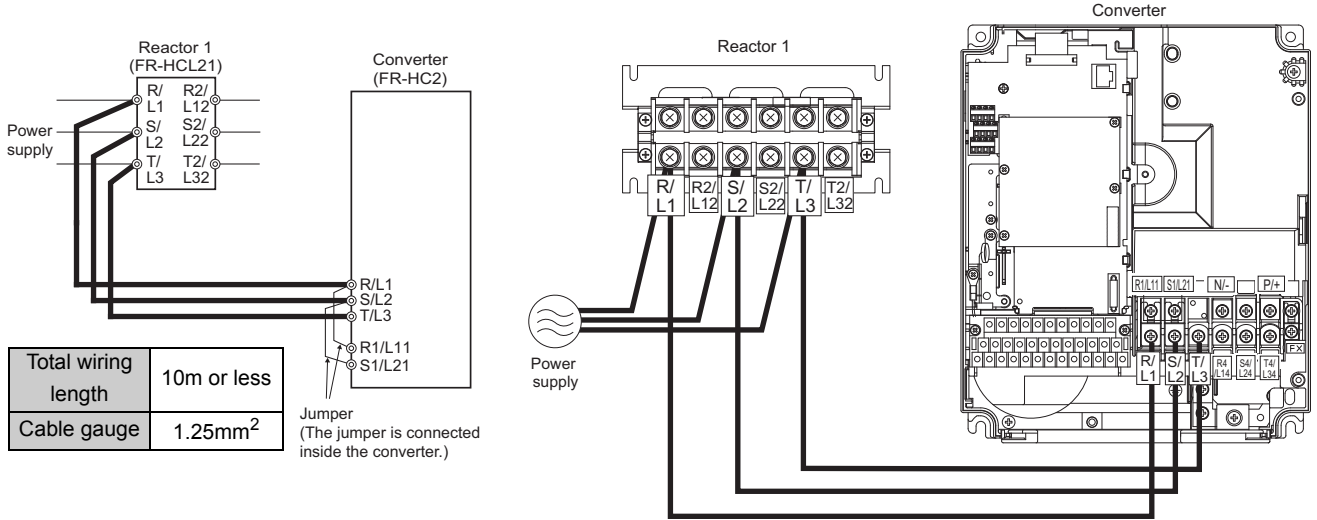 Reactor 1
(FR-HCL21)
R/
L1
R2/
L12
S/
L2
S2/
L22
T/
L3
T2/
L32
Power
supply
Converter
(FR-HC2)
R/L1
S/L2
T/L3
R1/L11
S1/L21
Jumper
(The jumper is connected
inside the converter.)
Total wiring
length
10m or less
Cable gauge
1.25mm²
Reactor 1
R/
L1
R2/
L12
S/
L2
S2/
L22
T/
L3
T2/
L32
Power
supply
Converter
R1/L11
S1/L21
N/-
P/+
FX
R/
L1
S/
L2
T/
L3
R4
/L14
S4/
L24
T4/
L34